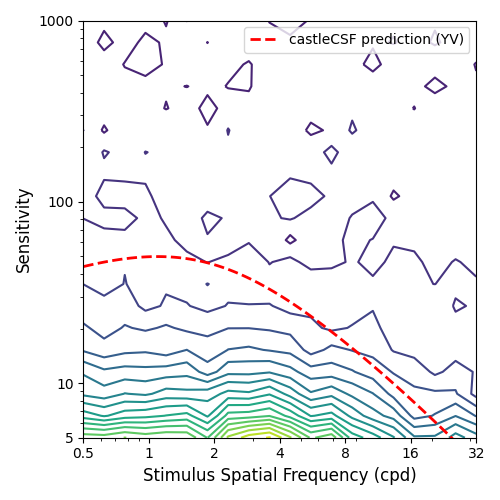 1000
castleCSF prediction (YV)
100
10
5
Sensitivity
0.5 1 2 4 8 16 32
Stimulus Spatial Frequency (cpd)